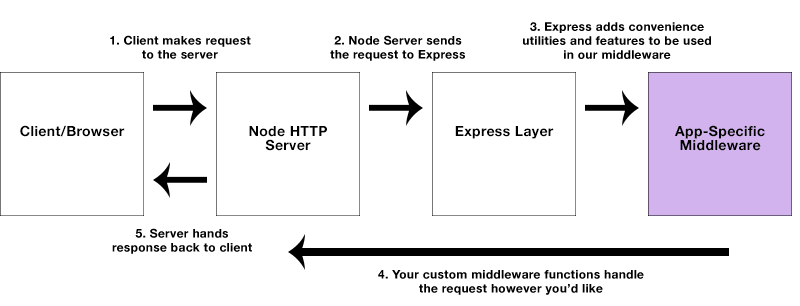 1. Client makes request
to the server
2. Node Server sends
the request to Express
3. Express adds convenience
utilities and features to be used
in our middleware
Client/Browser
Node HTTP
Server
Express Layer
App-Specific
Middleware
5. Server hands
response back to client
4. Your custom middleware functions handle
the request however you’d like